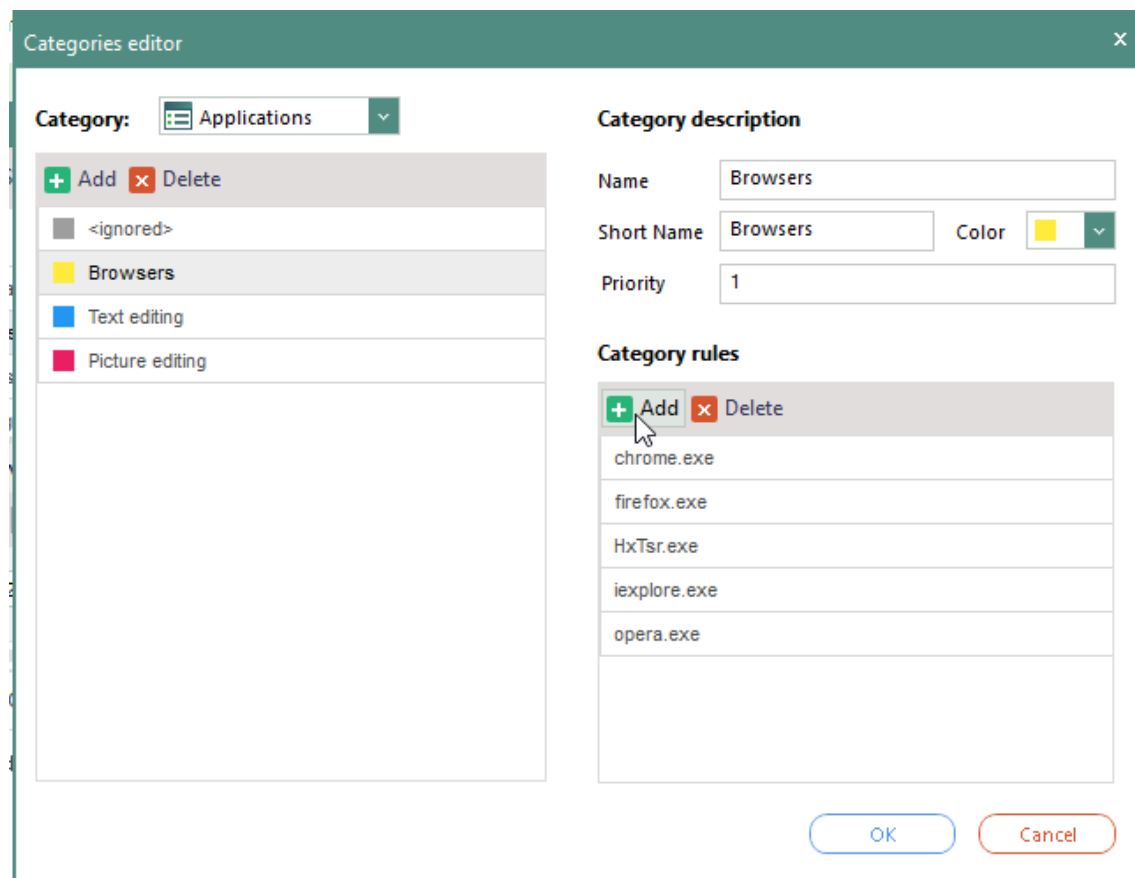 Categories editor x
Category: Applications
Add Delete
<ignored>
Browsers
Text editing
Picture editing
Category description
Name Browsers
Short Name Browsers Color
Priority 1
Category rules
Add Delete
chrome.exe
firefox.exe
HxTsr.exe
iexplore.exe
opera.exe
OK Cancel